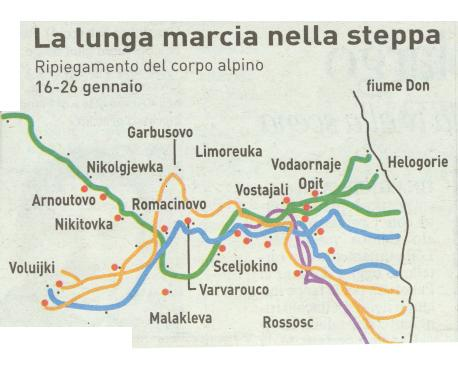 La lunga marcia nella steppa
Ripiegamento del corpo alpino
16-26 gennaio
fiume Don
Garbusovo
Limoreuka
Nikolgjewka
Vodaornaje
Helogorie
Arnoutovo
Romacinovo
Vostajali
Opit
Nikitovka
Voluijki
Sceljokino
Varvarouco
Malakleva
Rossosc